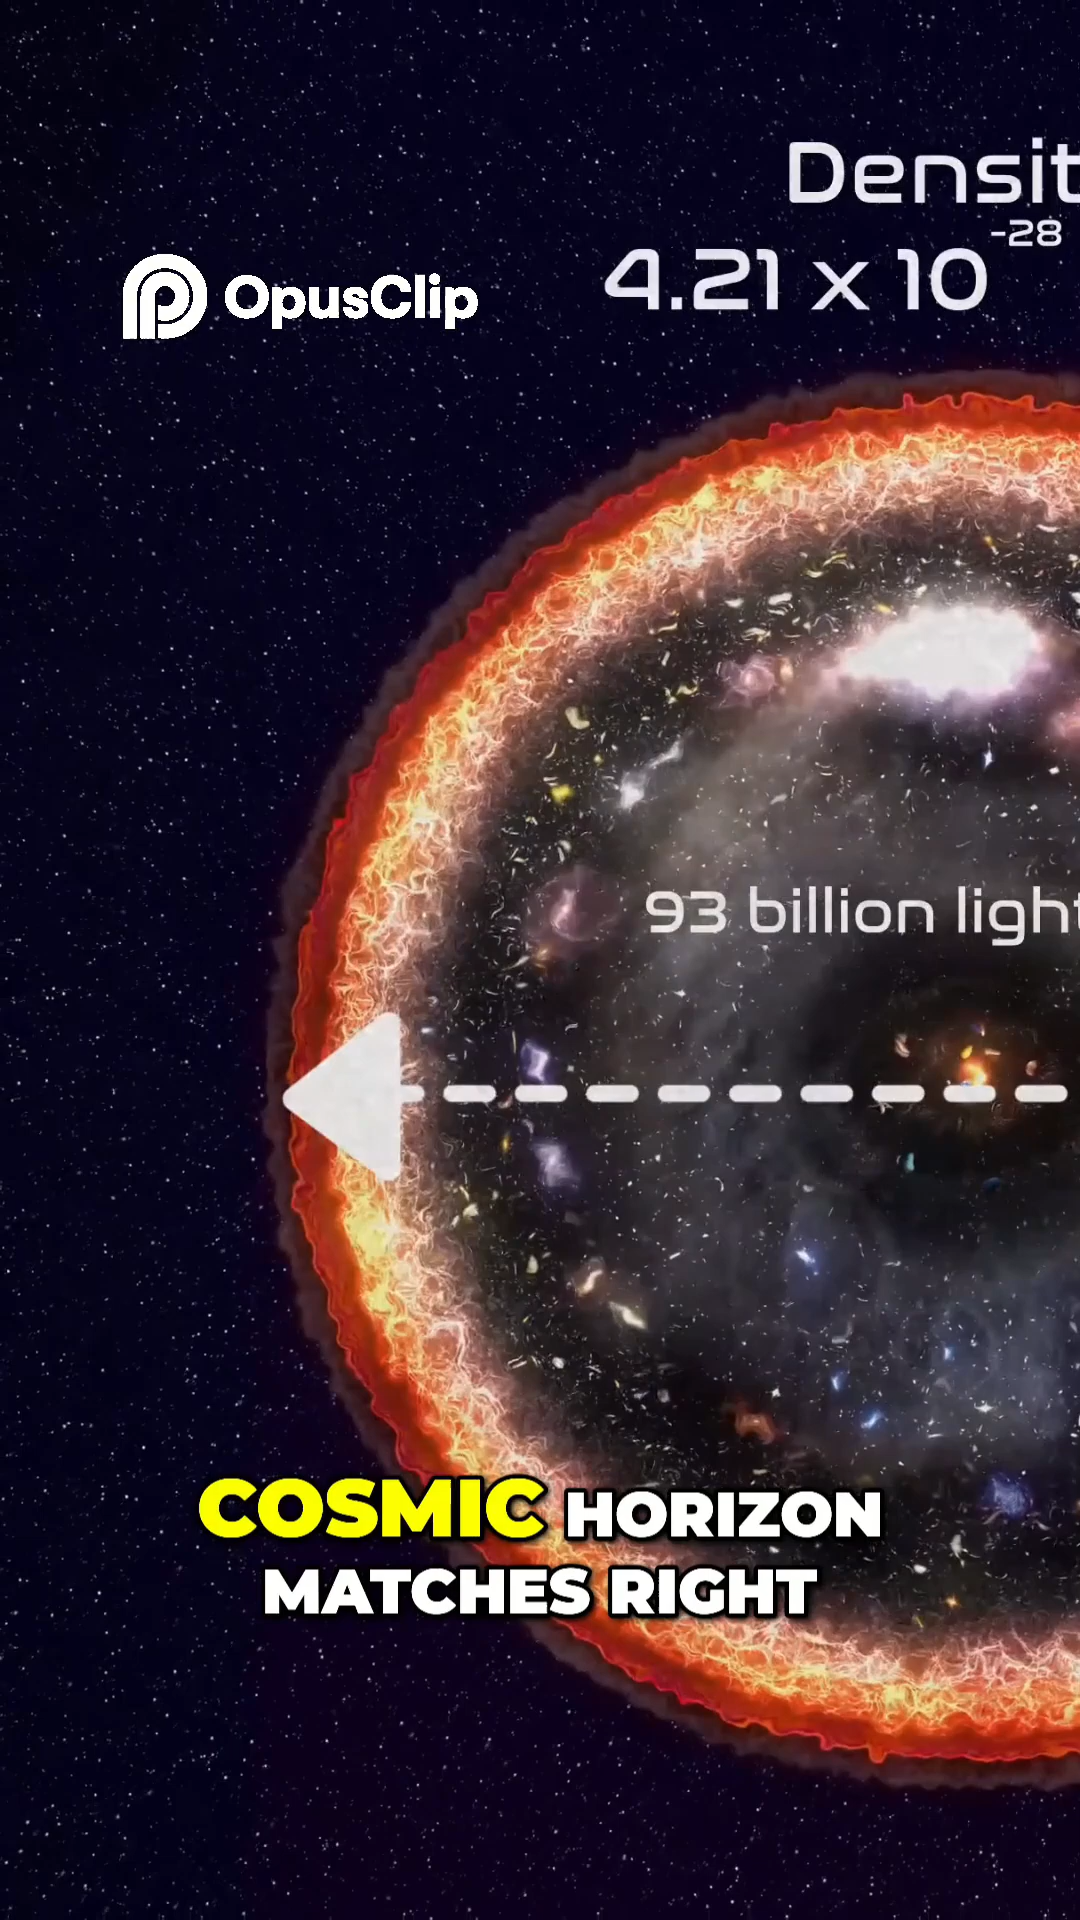 Densit
4.21 x 10⁻²⁸
OpusClip
93 billion light
COSMIC HORIZON
MATCHES RIGHT